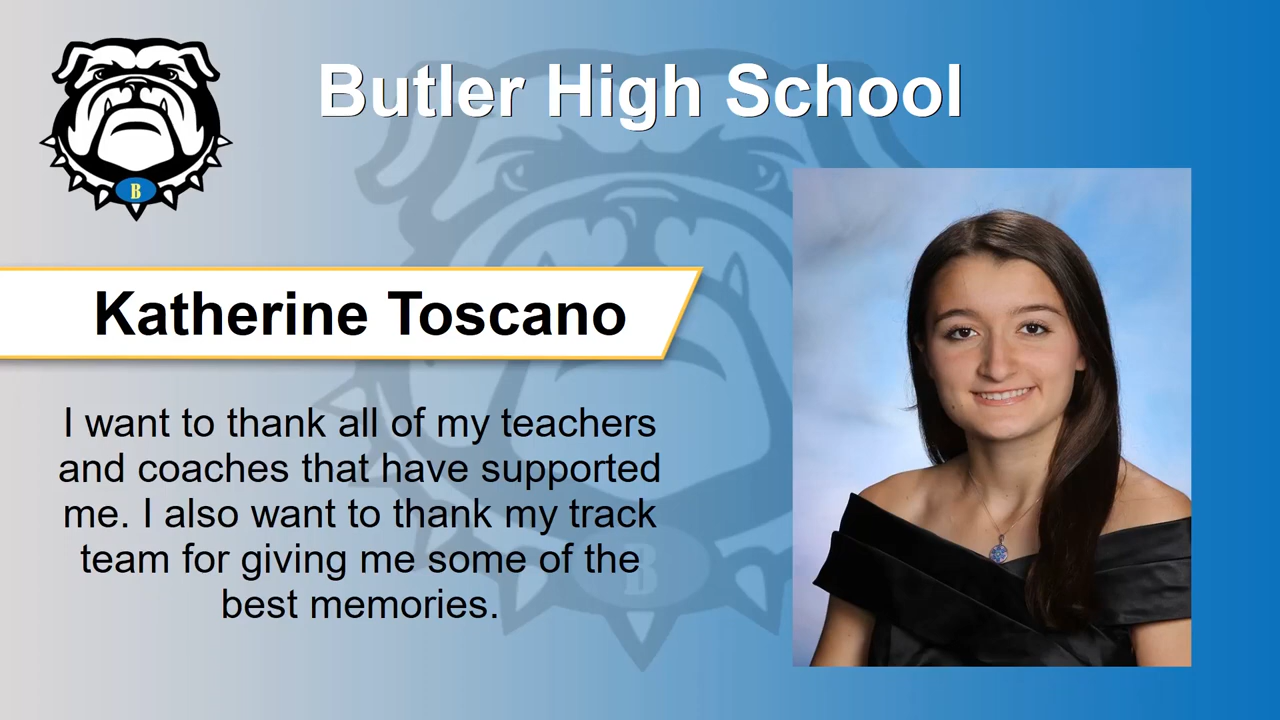 Butler High School
B
Katherine Toscano
I want to thank all of my teachers
and coaches that have supported
me. I also want to thank my track
team for giving me some of the
best memories.
B